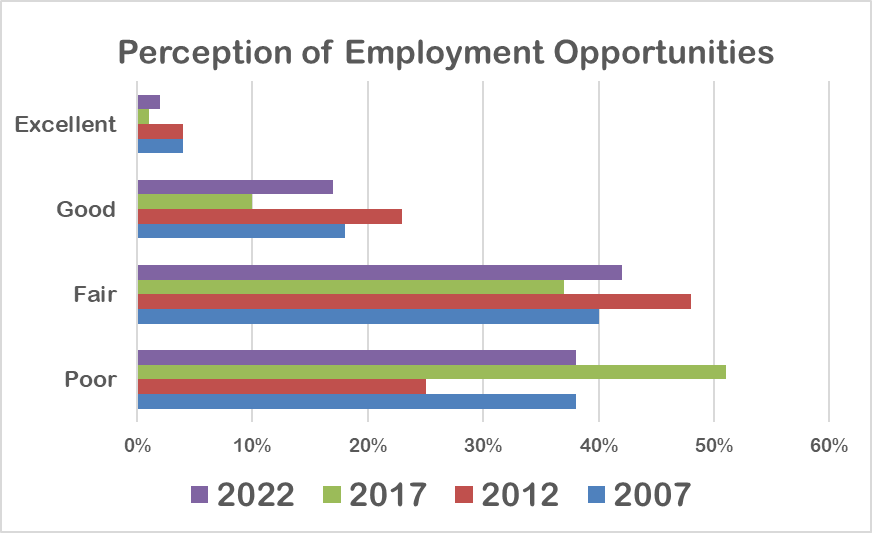 Perception of Employment Opportunities
Excellent
Good
Fair
Poor
0% 10% 20% 30% 40% 50% 60%
2022 2017 2012 2007